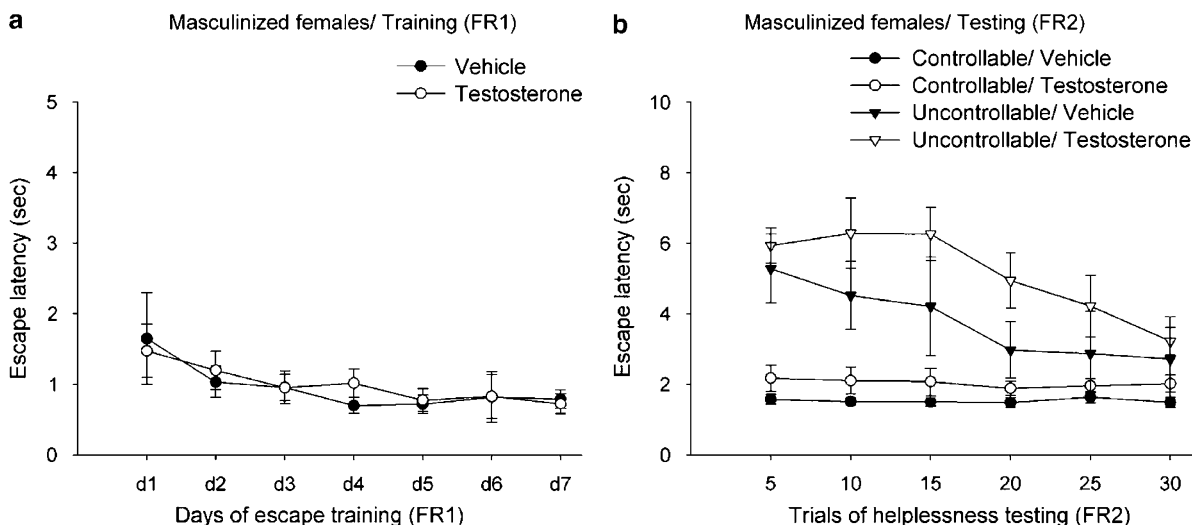 a
Masculinized females/ Training (FR1)
Vehicle
Testosterone
Escape latency (sec)
5
4
3
2
1
0
d1 d2 d3 d4 d5 d6 d7
Days of escape training (FR1)
b
Masculinized females/ Testing (FR2)
Controllable/ Vehicle
Controllable/ Testosterone
Uncontrollable/ Vehicle
Uncontrollable/ Testosterone
Escape latency (sec)
10
8
6
4
2
0
5 10 15 20 25 30
Trials of helplessness testing (FR2)